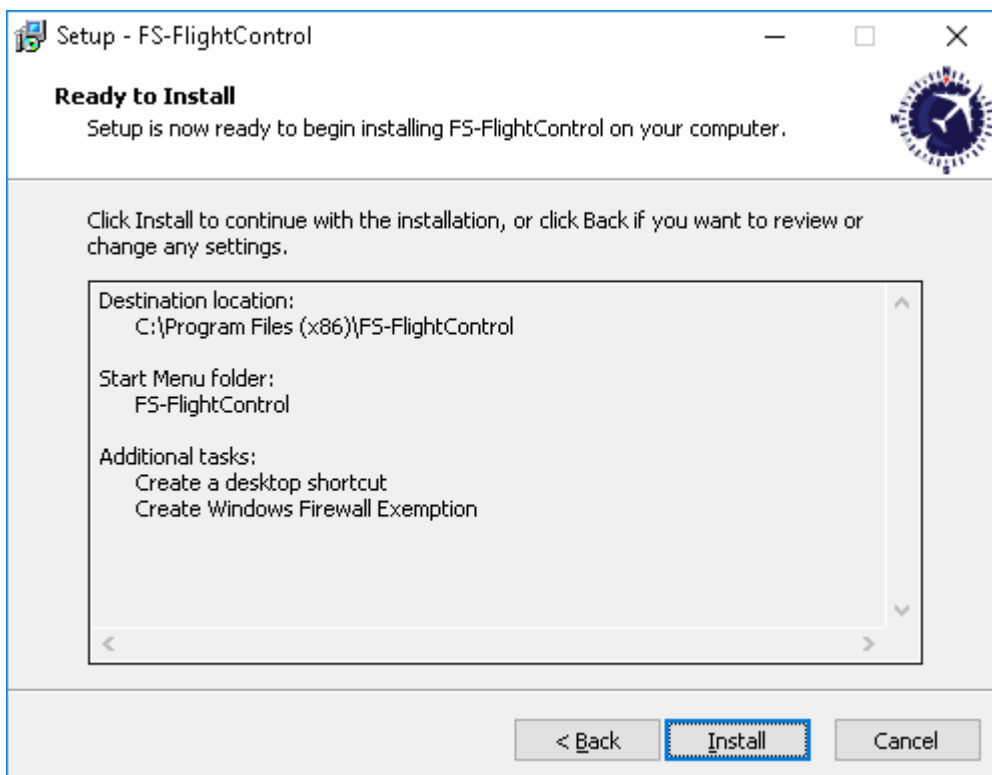 Setup - FS-FlightControl
Ready to Install
Setup is now ready to begin installing FS-FlightControl on your computer.
Click Install to continue with the installation, or click Back if you want to review or
change any settings.
Destination location:
C:\Program Files (x86)\FS-FlightControl
Start Menu folder:
FS-FlightControl
Additional tasks:
Create a desktop shortcut
Create Windows Firewall Exemption
< Back
Install
Cancel